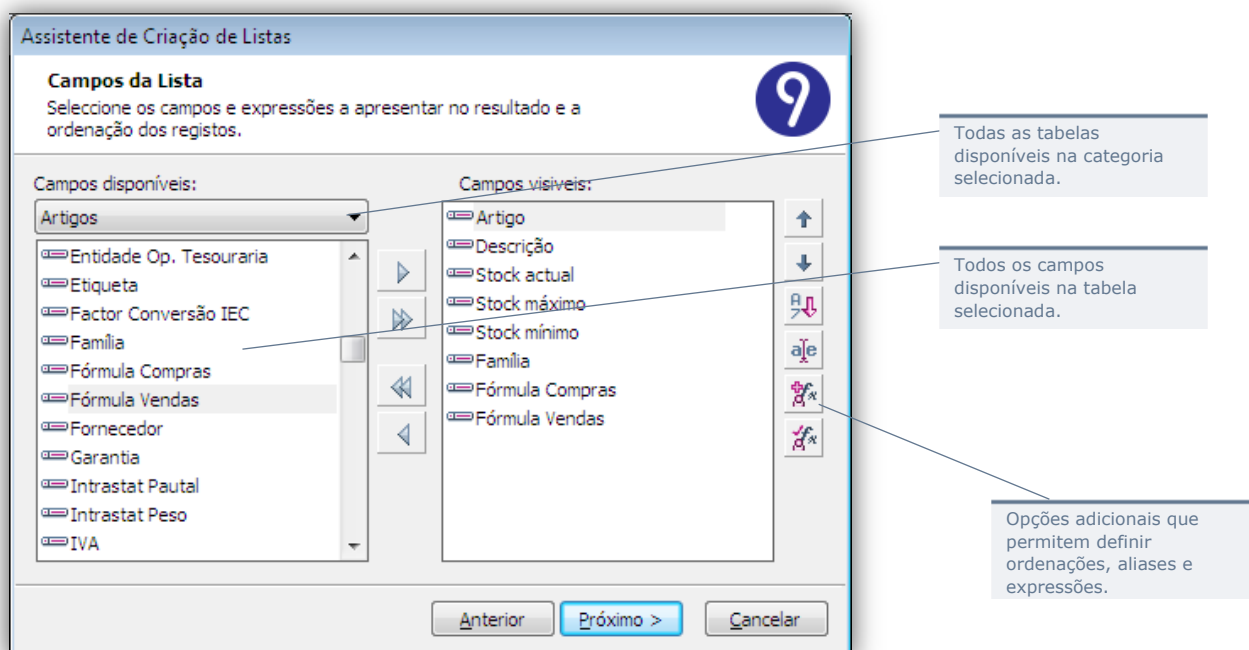 Assistente de Criação de Listas
Campos da Lista
Seleccione os campos e expressões a apresentar no resultado e a
ordenação dos registos.
9
Campos disponíveis:
Artigos
Entidade Op. Tesouraria
Etiqueta
Factor Conversão IEC
Família
Fórmula Compras
Fórmula Vendas
Fornecedor
Garantia
Intrastat Pautal
Intrastat Peso
IVA
Campos visiveis:
Artigo
Descrição
Stock actual
Stock máximo
Stock mínimo
Família
Fórmula Compras
Fórmula Vendas
Anterior
Próximo >
Cancelar
Todas as tabelas
disponíveis na categoria
selecionada.
Todos os campos
disponíveis na tabela
selecionada.
Opções adicionais que
permitem definir
ordenações, aliases e
expressões.